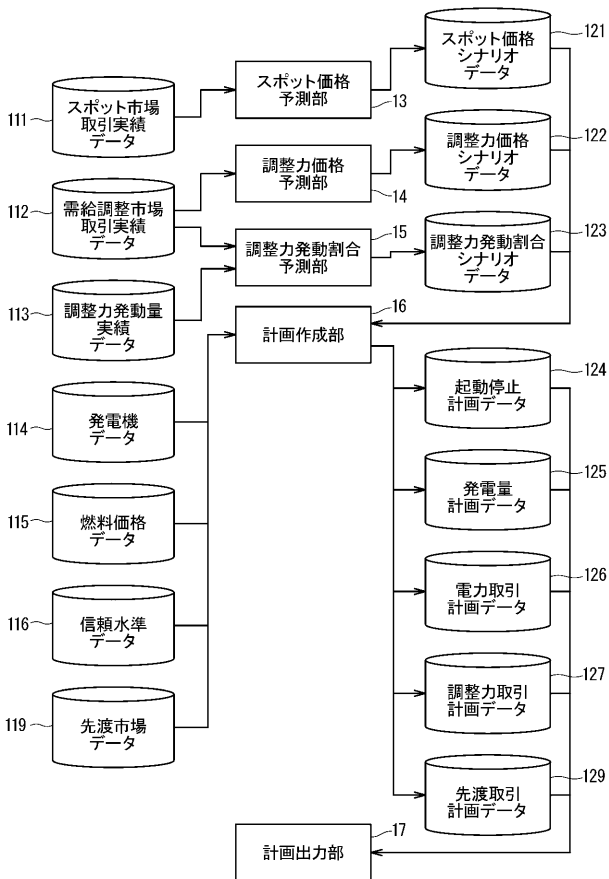 121
スポット価格
シナリオ
データ
スポット価格
予測部
13
111
スポット市場
取引実績
データ
122
調整力価格
シナリオ
データ
調整力価格
予測部
14
112
需給調整市場
取引実績
データ
123
調整力発動割合
シナリオデータ
15
調整力発動割合
予測部
113
調整力発動量
実績
データ
16
計画作成部
124
起動停止
計画データ
114
発電機
データ
125
発電量
計画データ
115
燃料価格
データ
126
電力取引
計画データ
116
信頼水準
データ
127
調整力取引
計画データ
119
先渡市場
データ
129
先渡取引
計画データ
17
計画出力部